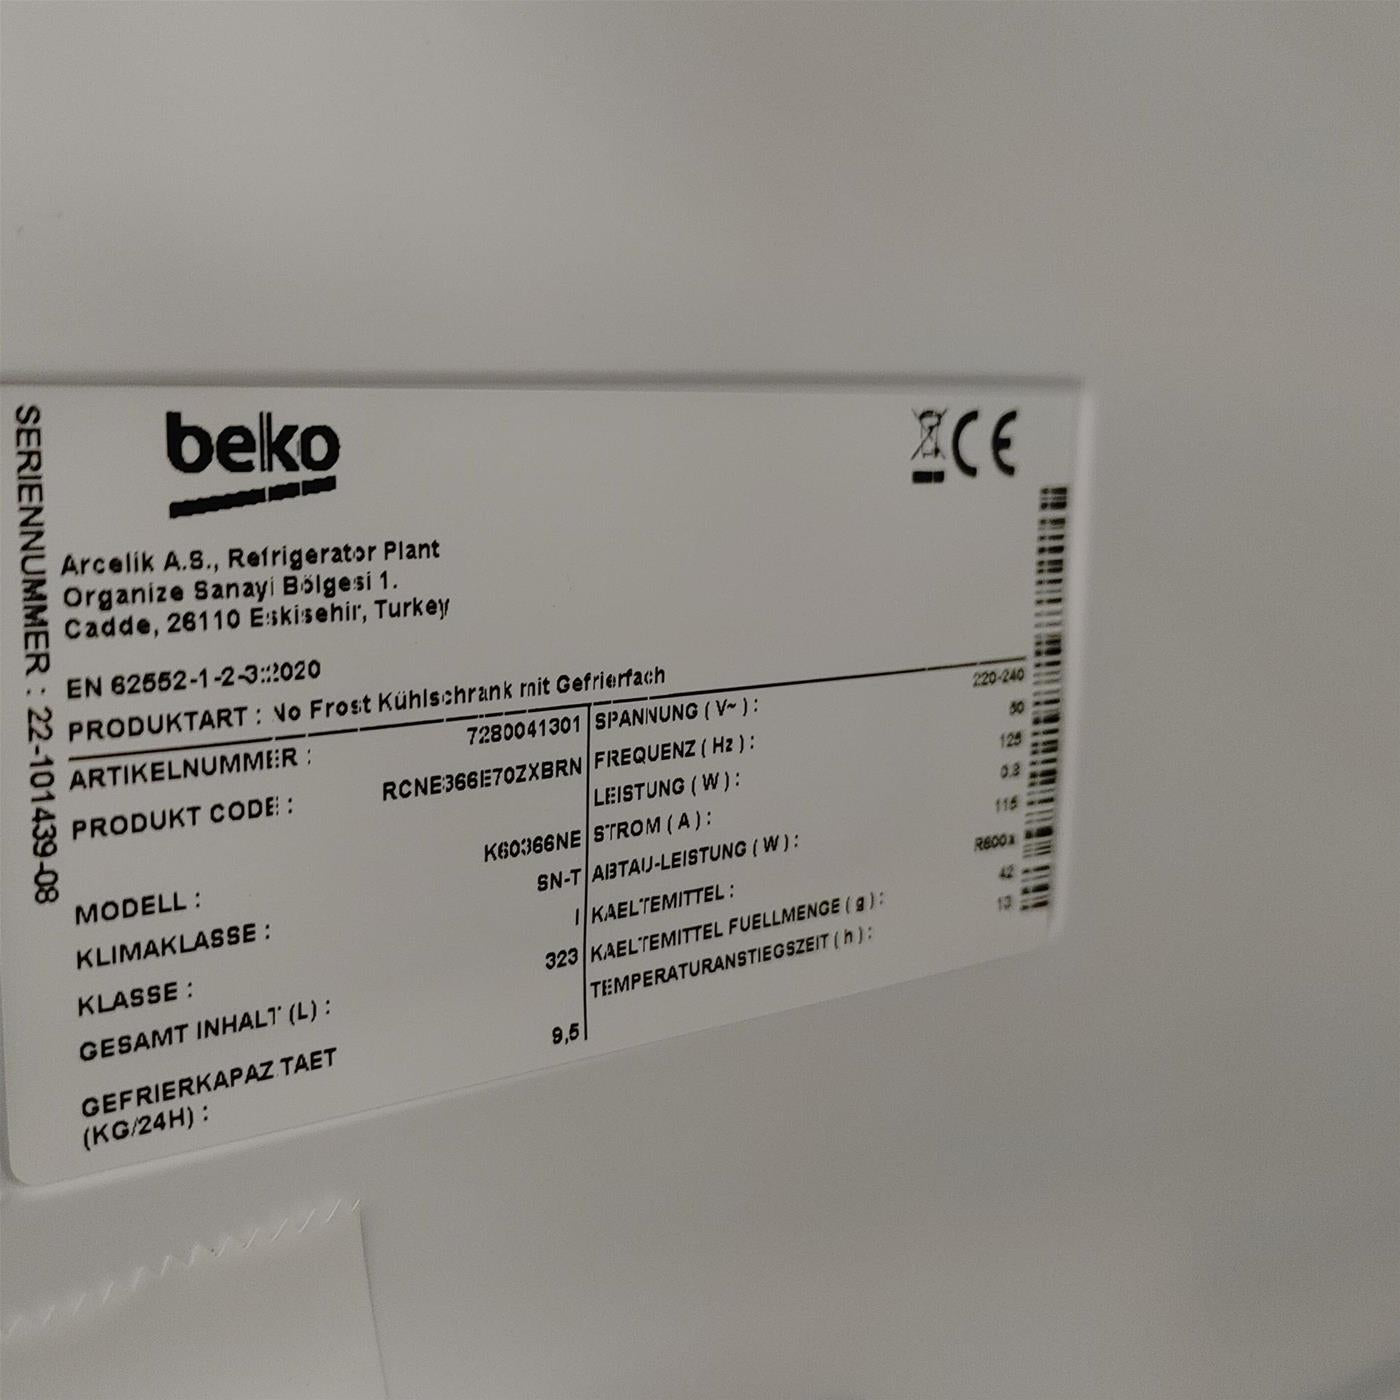 beko
CE
SERIENNUMMER : 22-101439-08
Arcelik A.S., Refrigerator Plant
Organize Sanayi Bölgesi 1.
Cadde, 26110 Eskisehir, Turkey
EN 62552-1-2-3:2020
PRODUKTART : No Frost Kühlschrank mit Gefrierfach
ARTIKELNUMMER : 7280041301
PRODUKT CODE : RCNE366E70ZXBRN
MODELL : K60366NE
KLIMAKLASSE : SN-T
KLASSE : I
GESAMT INHALT (L) : 323
GEFRIERKAPAZ TAET
(KG/24H) : 9,5
SPANNUNG ( V~ ) : 220-240
FREQUENZ ( Hz ) : 50
LEISTUNG ( W ) : 125
STROM ( A ) : 0.8
ABTAU-LEISTUNG ( W ) : 115
KAELTEMITTEL : R600a
KAELTEMITTEL FUELLMENGE ( g ) : 42
TEMPERATURANSTIEGSZEIT ( h ) : 13